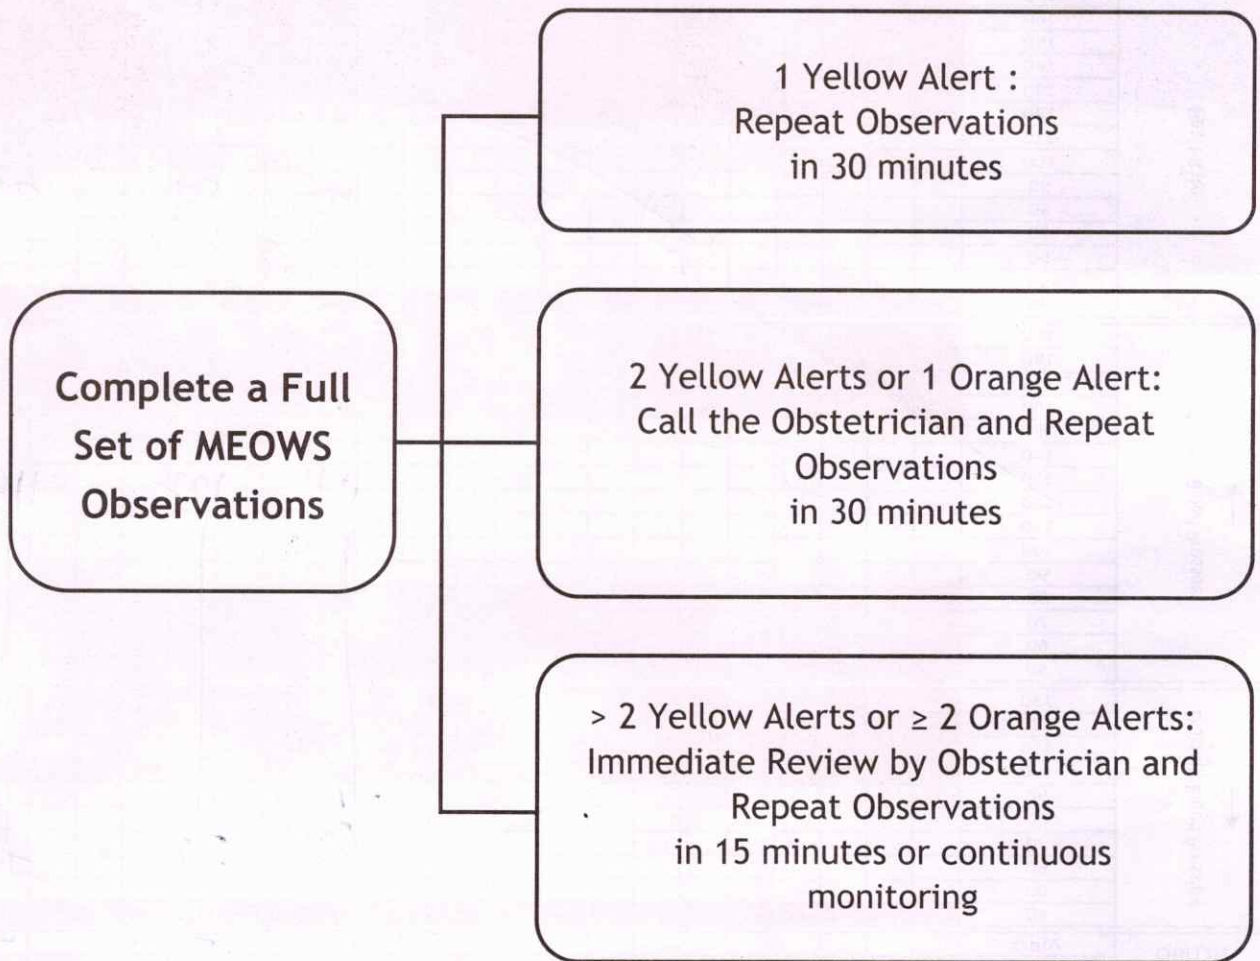 1 Yellow Alert :
Repeat Observations
in 30 minutes
Complete a Full
Set of MEOWS
Observations
2 Yellow Alerts or 1 Orange Alert:
Call the Obstetrician and Repeat
Observations
in 30 minutes
> 2 Yellow Alerts or ≥ 2 Orange Alerts:
Immediate Review by Obstetrician and
Repeat Observations
in 15 minutes or continuous
monitoring